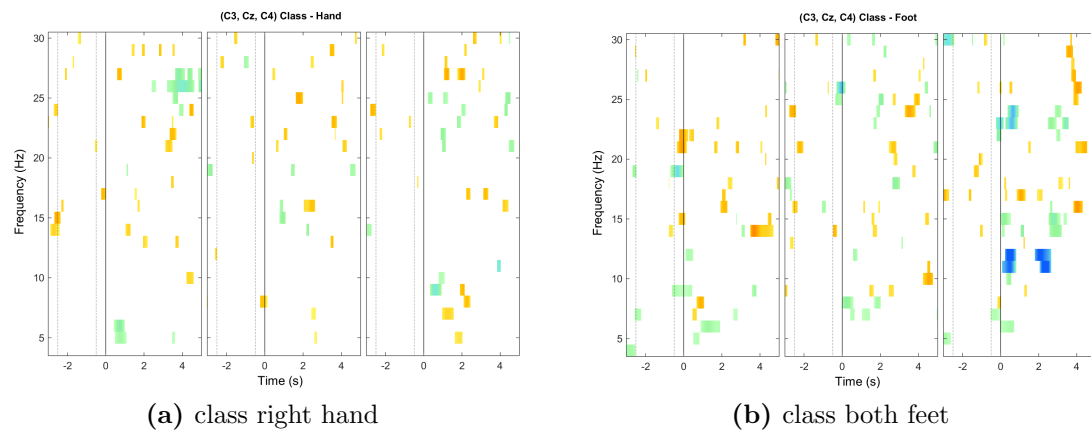 (C3, Cz, C4) Class - Hand
30
25
20
15
10
5
Frequency (Hz)
-2 0 2 4 -2 0 2 4 -2 0 2 4
Time (s)
(a) class right hand
(C3, Cz, C4) Class - Foot
30
25
20
15
10
5
Frequency (Hz)
-2 0 2 4 -2 0 2 4 -2 0 2 4
Time (s)
(b) class both feet